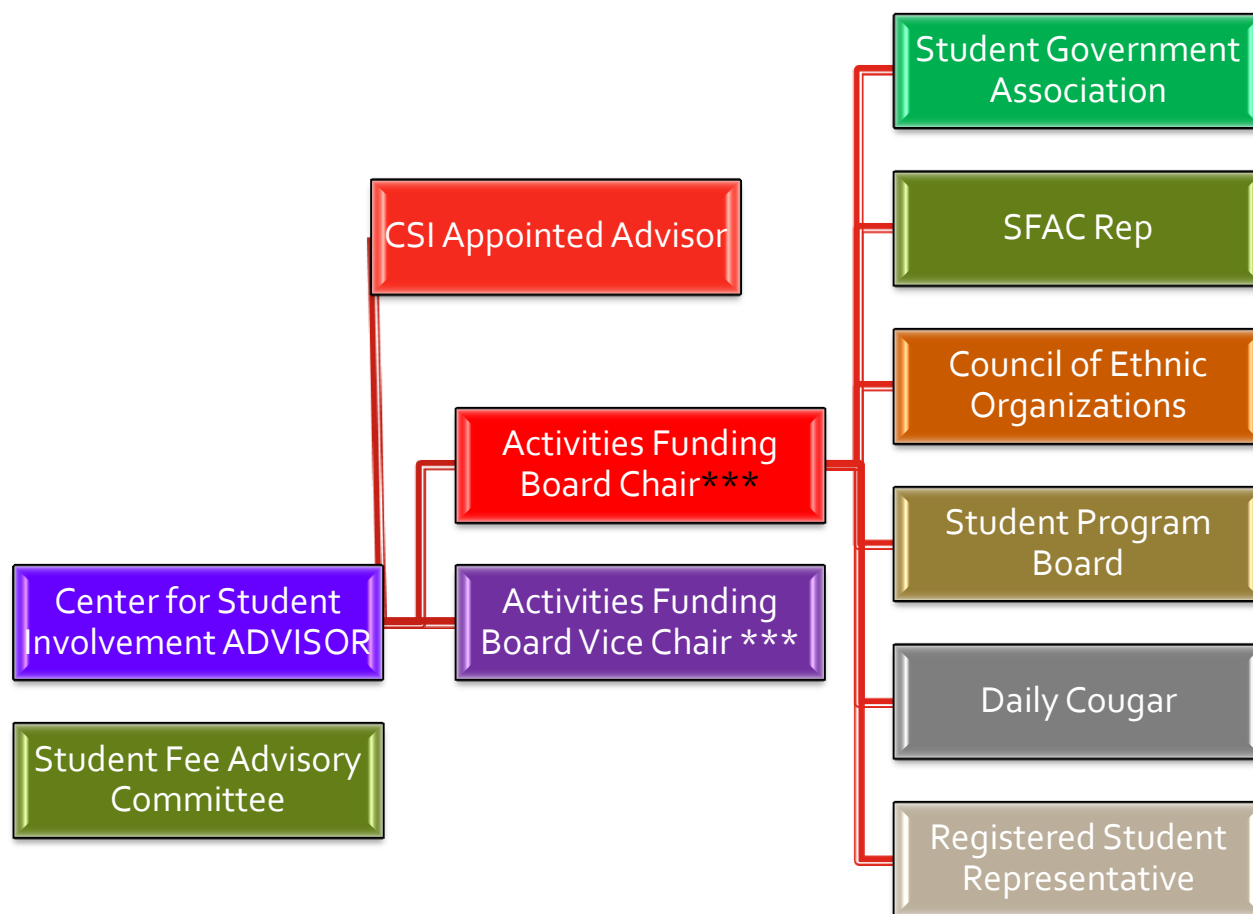 Student Government
Association
CSI Appointed Advisor
SFAC Rep
Council of Ethnic
Organizations
Activities Funding
Board Chair***
Student Program
Board
Center for Student
Involvement ADVISOR
Activities Funding
Board Vice Chair ***
Daily Cougar
Student Fee Advisory
Committee
Registered Student
Representative